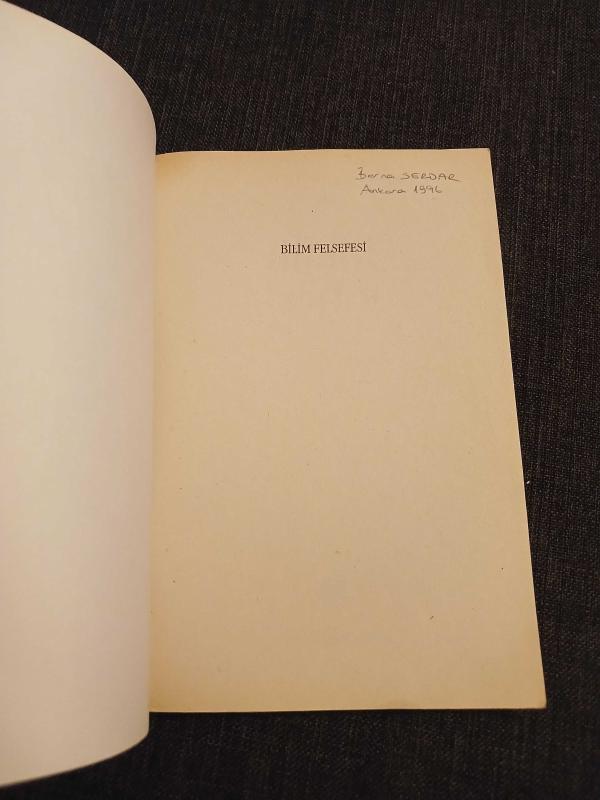 Berna SERDAR
Ankara 1996
BİLİM FELSEFESİ